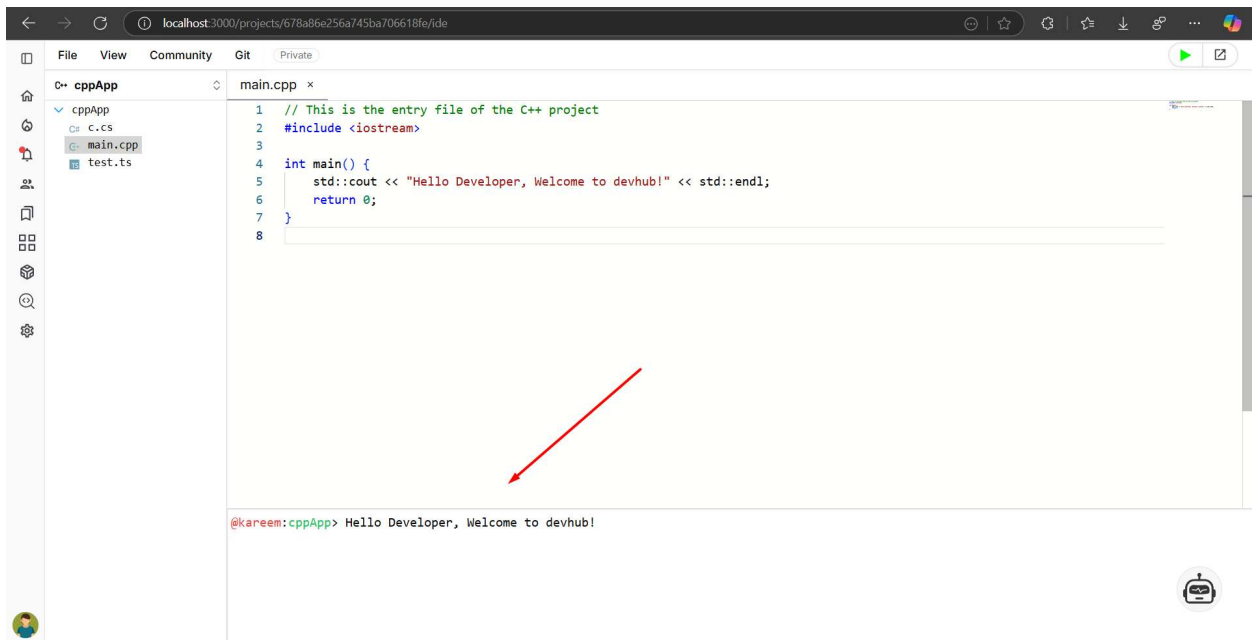 localhost:3000/projects/678a86e256a745ba706618fe/ide
File View Community Git Private
C++ cppApp
main.cpp ×
cppApp
C# c.cs
main.cpp
TS test.ts
1 // This is the entry file of the C++ project
2 #include <iostream>
3
4 int main() {
5 std::cout << "Hello Developer, Welcome to devhub!" << std::endl;
6 return 0;
7 }
8
@kareem:cppApp> Hello Developer, Welcome to devhub!